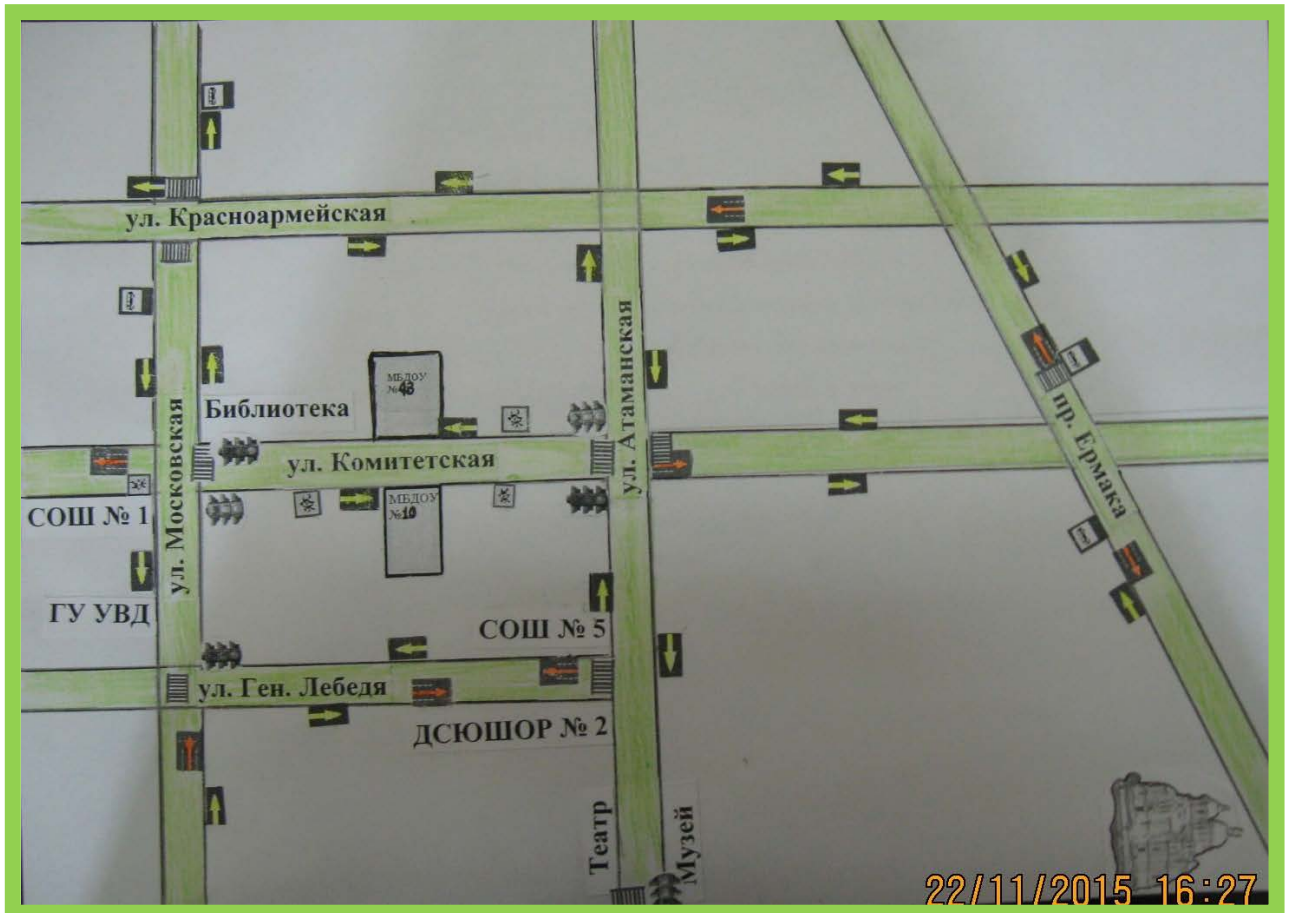 ул. Красноармейская
ул. Атаманская
МБДОУ
№43
Библиотека
ул. Московская
ул. Комитетская
пр. Ермака
МБДОУ
№10
СОШ № 1
ГУ УВД
СОШ № 5
ул. Ген. Лебедя
ДСЮШОР № 2
Театр
Музей
22/11/2015 16:27